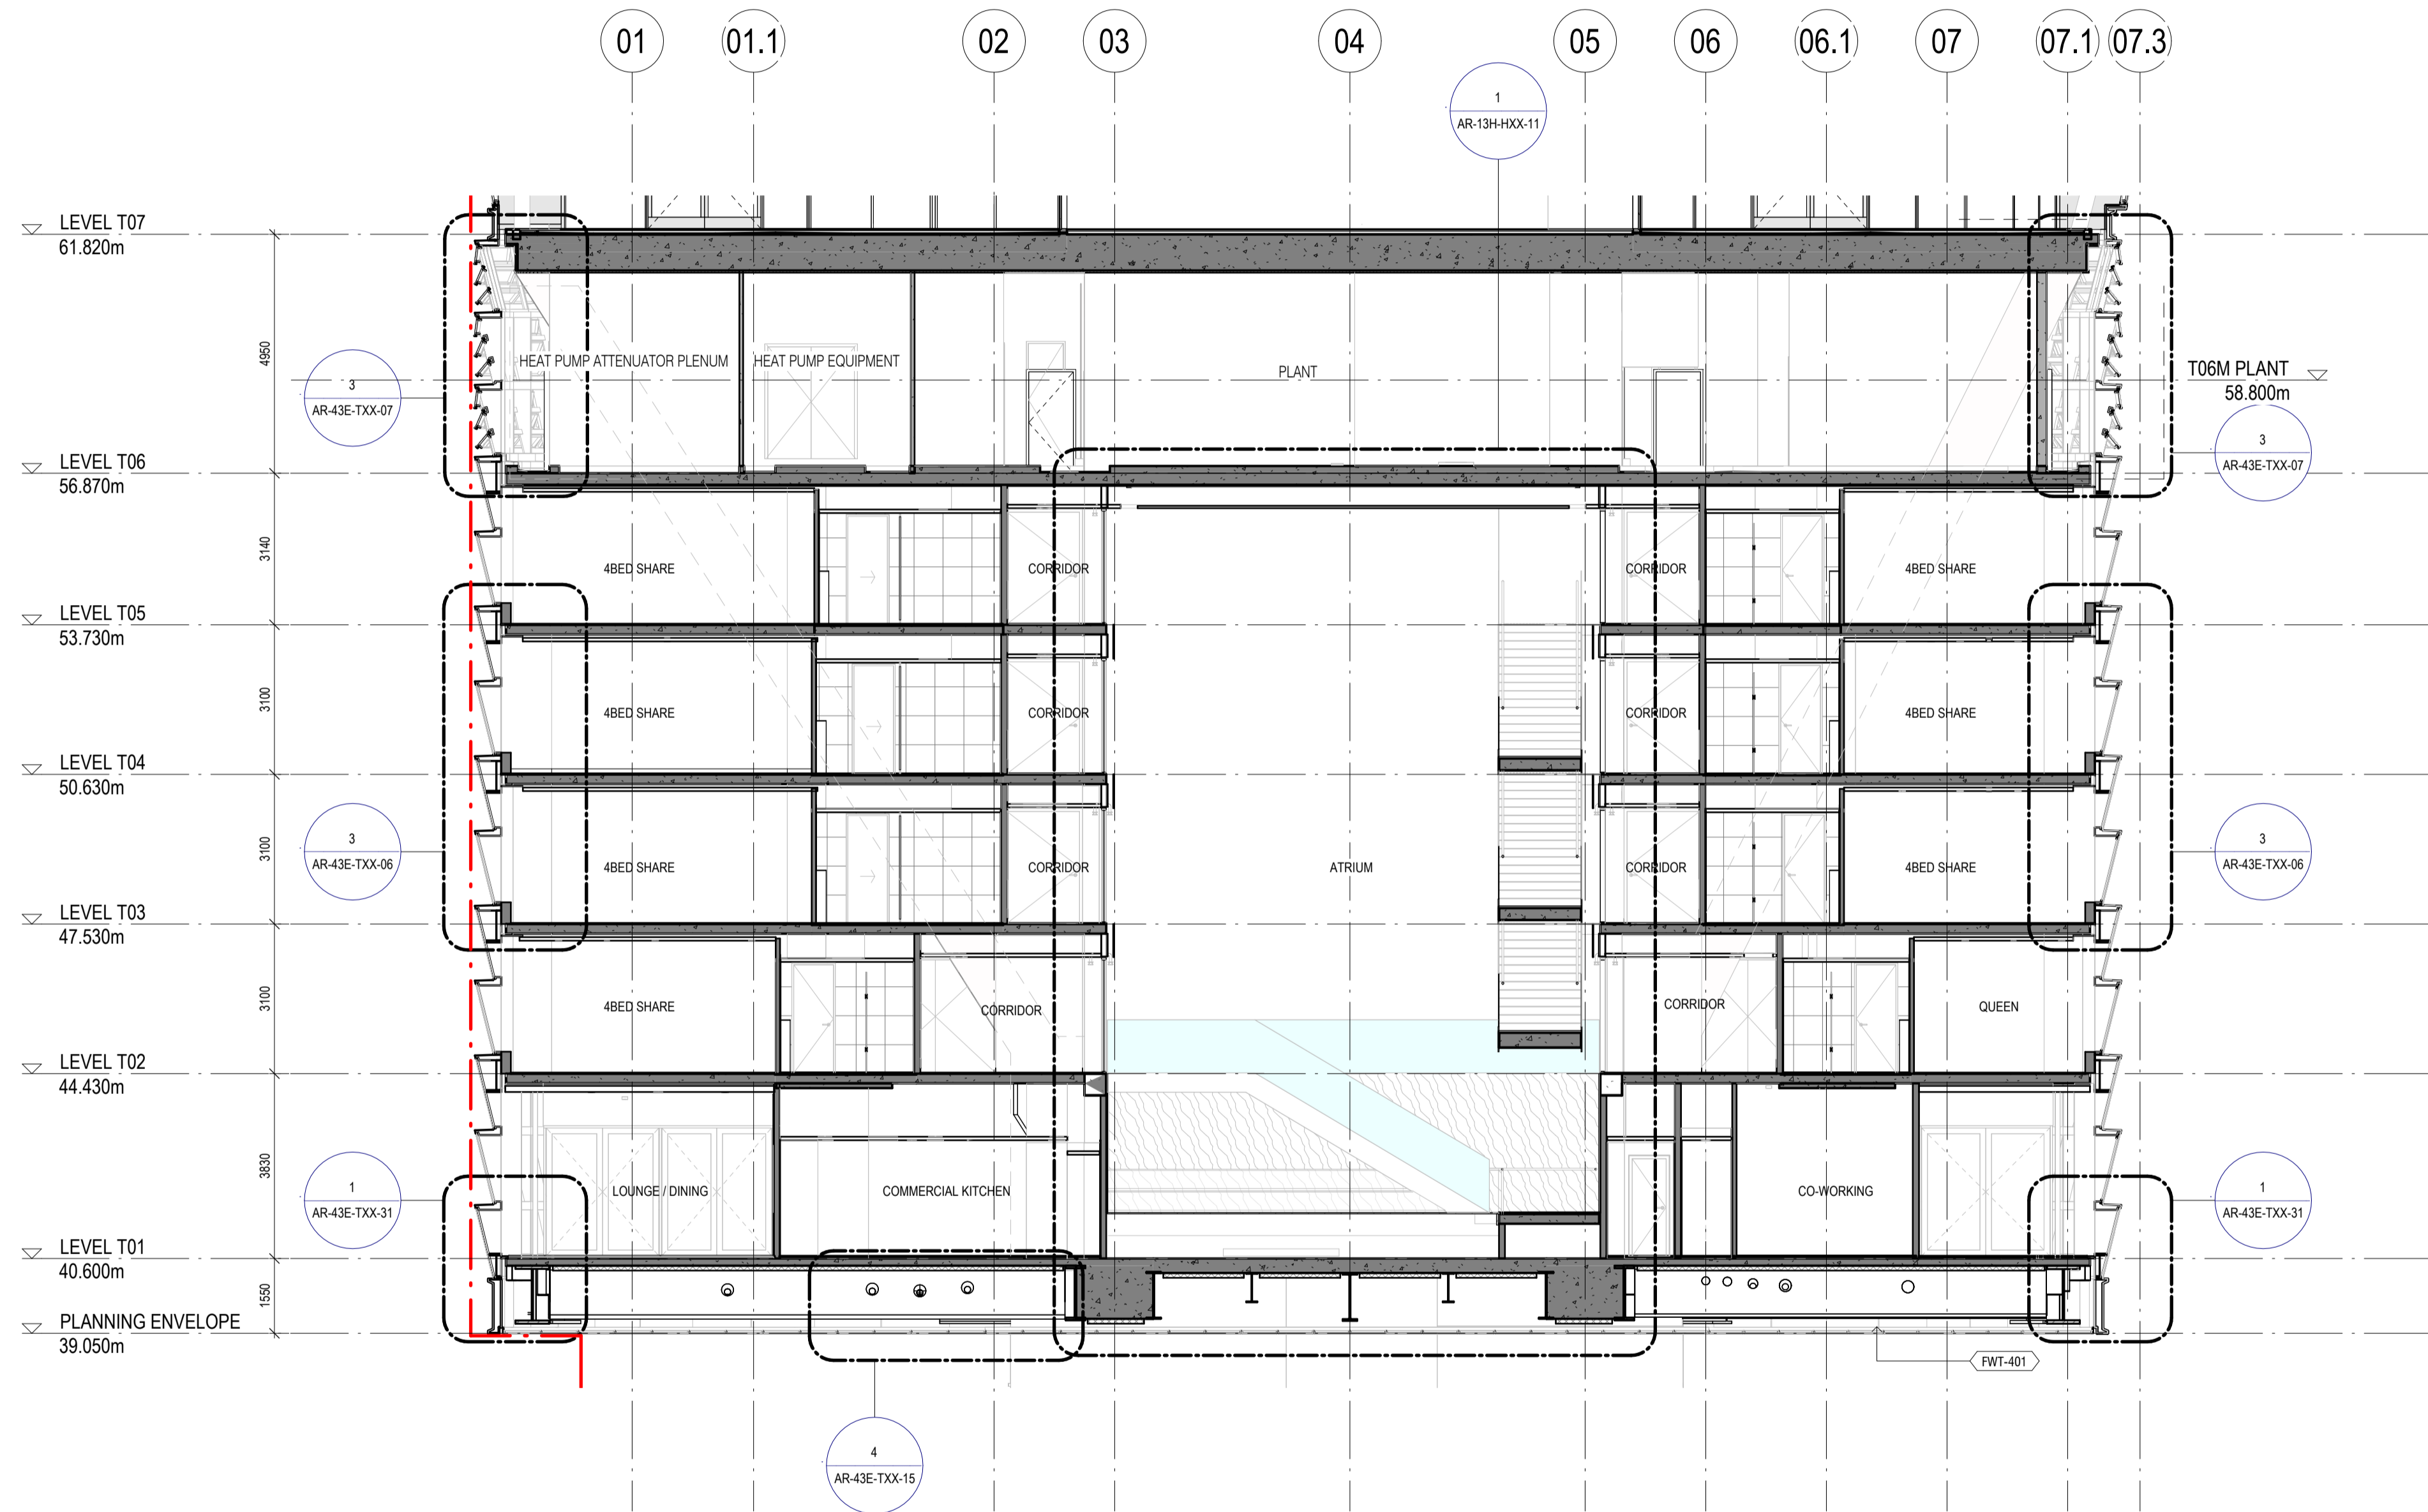 01
01.1
02
03
04
05
06
06.1
07
07.1
07.3
1
AR-13H-HXX-11
LEVEL T07
61.820m
4950
HEAT PUMP ATTENUATOR PLENUM
HEAT PUMP EQUIPMENT
PLANT
T06M PLANT
58.800m
3
AR-43E-TXX-07
3
AR-43E-TXX-07
LEVEL T06
56.870m
3140
4BED SHARE
CORRIDOR
CORRIDOR
4BED SHARE
LEVEL T05
53.730m
3100
4BED SHARE
CORRIDOR
CORRIDOR
4BED SHARE
LEVEL T04
50.630m
3100
3
AR-43E-TXX-06
4BED SHARE
CORRIDOR
ATRIUM
CORRIDOR
4BED SHARE
3
AR-43E-TXX-06
LEVEL T03
47.530m
3100
4BED SHARE
CORRIDOR
CORRIDOR
QUEEN
LEVEL T02
44.430m
3830
1
AR-43E-TXX-31
LOUNGE / DINING
COMMERCIAL KITCHEN
CO-WORKING
1
AR-43E-TXX-31
LEVEL T01
40.600m
1550
PLANNING ENVELOPE
39.050m
FWT-401
4
AR-43E-TXX-15